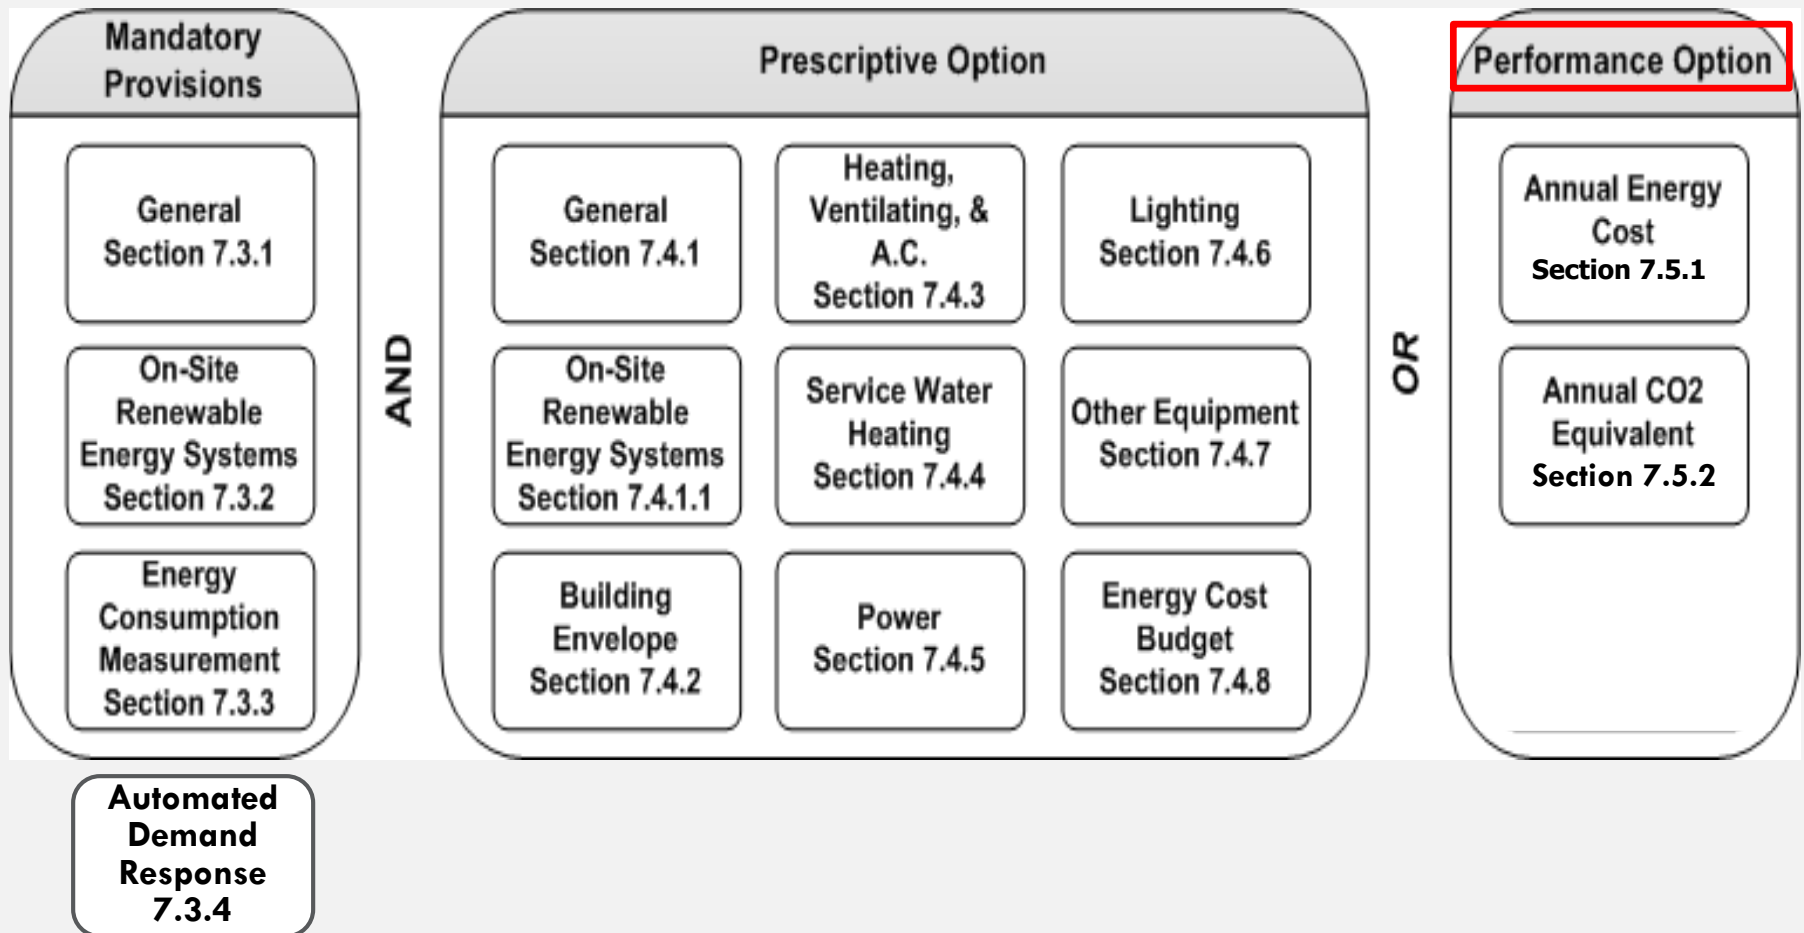 Mandatory
Provisions
General
Section 7.3.1
On-Site
Renewable
Energy Systems
Section 7.3.2
Energy
Consumption
Measurement
Section 7.3.3
Automated
Demand
Response
7.3.4
AND
Prescriptive Option
General
Section 7.4.1
On-Site
Renewable
Energy Systems
Section 7.4.1.1
Building
Envelope
Section 7.4.2
Heating,
Ventilating, &
A.C.
Section 7.4.3
Service Water
Heating
Section 7.4.4
Power
Section 7.4.5
Lighting
Section 7.4.6
Other Equipment
Section 7.4.7
Energy Cost
Budget
Section 7.4.8
OR
Performance Option
Annual Energy
Cost
Section 7.5.1
Annual CO2
Equivalent
Section 7.5.2